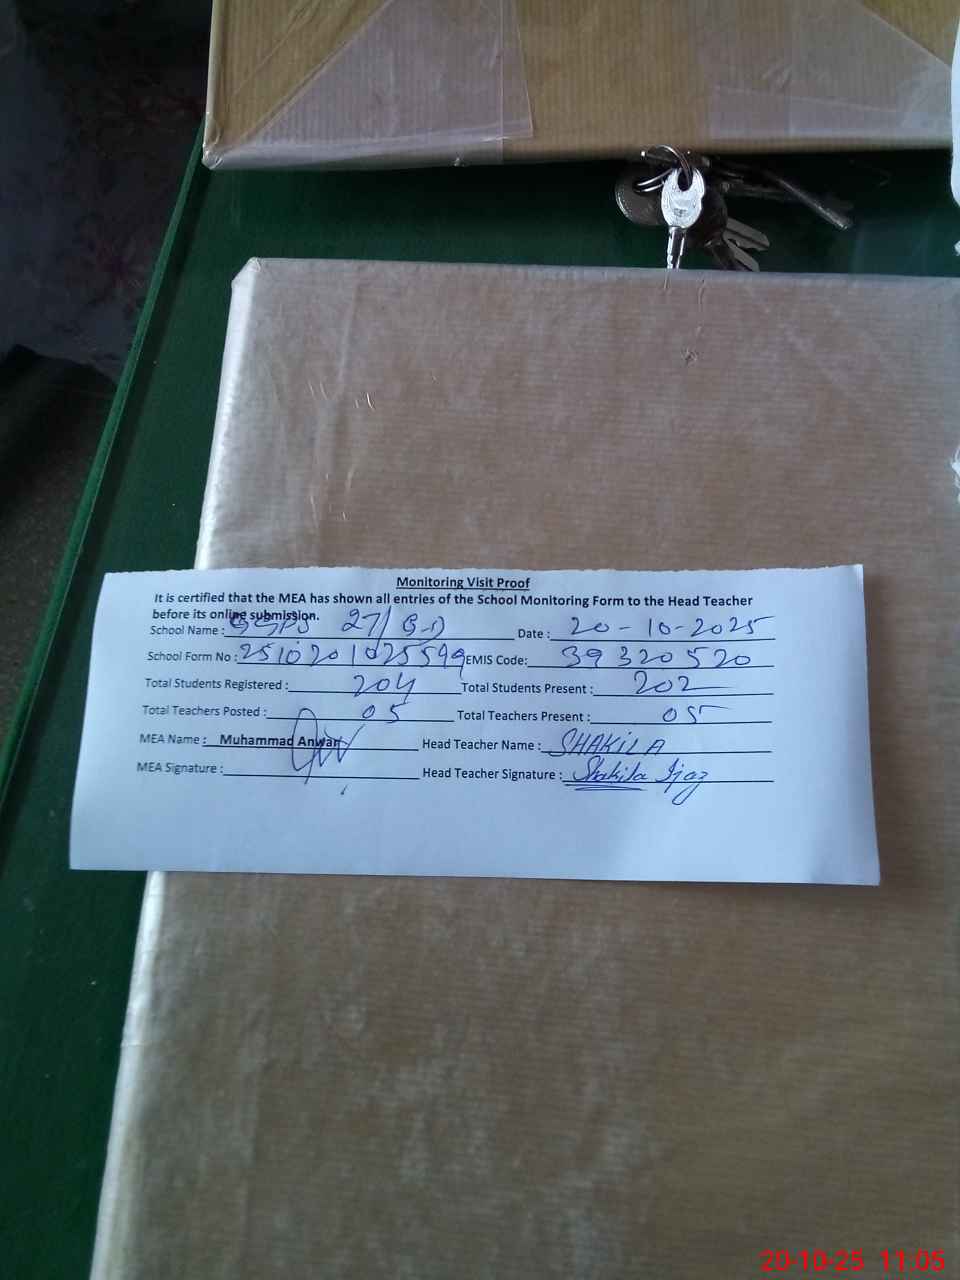 Monitoring Visit Proof
It is certified that the MEA has shown all entries of the School Monitoring Form to the Head Teacher
before its online submission.
School Name : GGPS 27/G.D Date : 20-10-2025
School Form No : 2510201025599 EMIS Code: 39320520
Total Students Registered : 204 Total Students Present : 202
Total Teachers Posted : 05 Total Teachers Present : 05
MEA Name : Muhammad Anwar Head Teacher Name : SHAKILA
MEA Signature : Head Teacher Signature : Shakila Ijaz
20-10-25 11:05